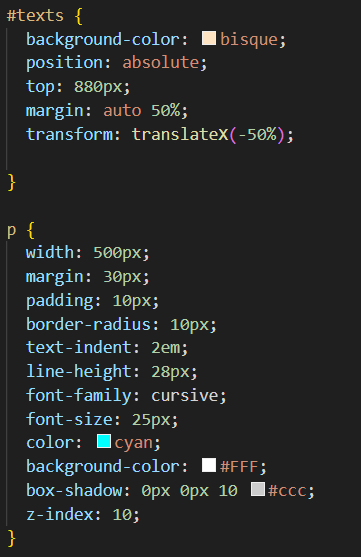 #texts {
background-color: bisque;
position: absolute;
top: 880px;
margin: auto 50%;
transform: translateX(-50%);
}
p {
width: 500px;
margin: 30px;
padding: 10px;
border-radius: 10px;
text-indent: 2em;
line-height: 28px;
font-family: cursive;
font-size: 25px;
color: cyan;
background-color: #FFF;
box-shadow: 0px 0px 10 #ccc;
z-index: 10;
}